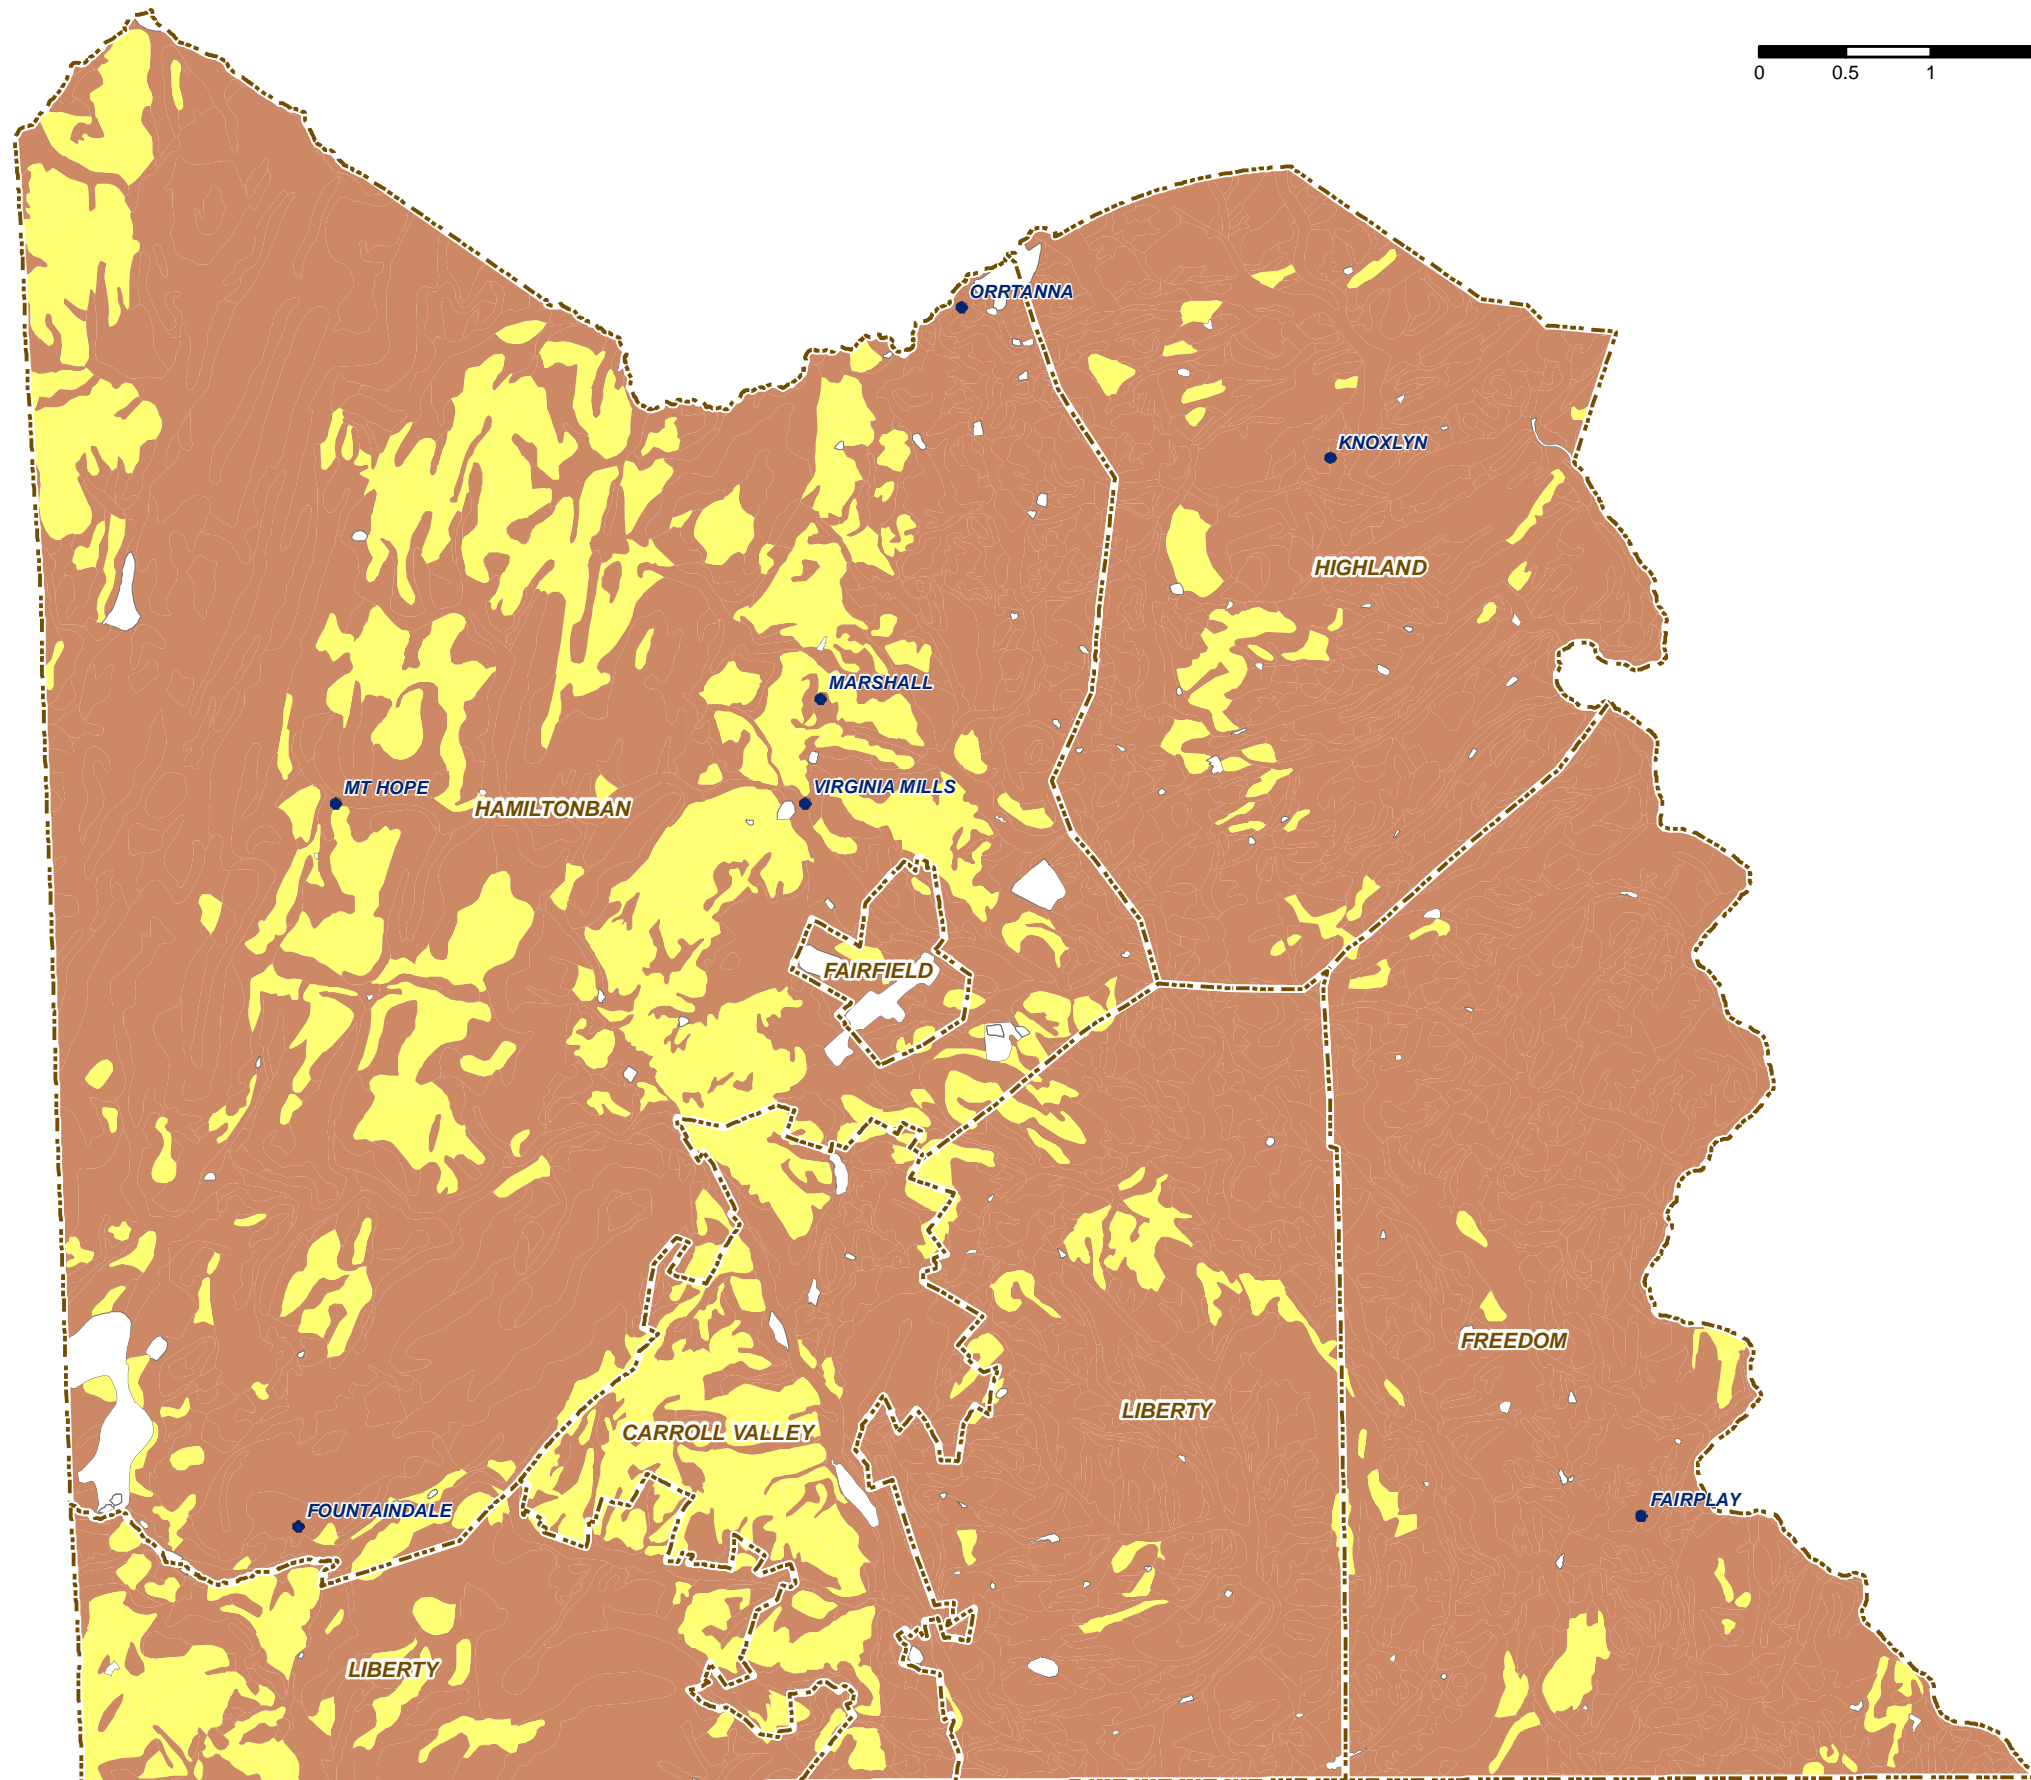 0 0.5 1
ORRTANNA
KNOXLYN
HIGHLAND
MARSHALL
MT HOPE
HAMILTONBAN
VIRGINIA MILLS
FAIRFIELD
FREEDOM
LIBERTY
CARROLL VALLEY
FAIRPLAY
FOUNTAINDALE
LIBERTY